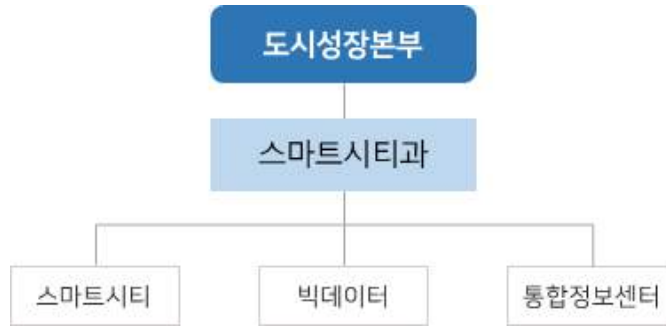 도시성장본부
스마트시티과
스마트시티
빅데이터
통합정보센터